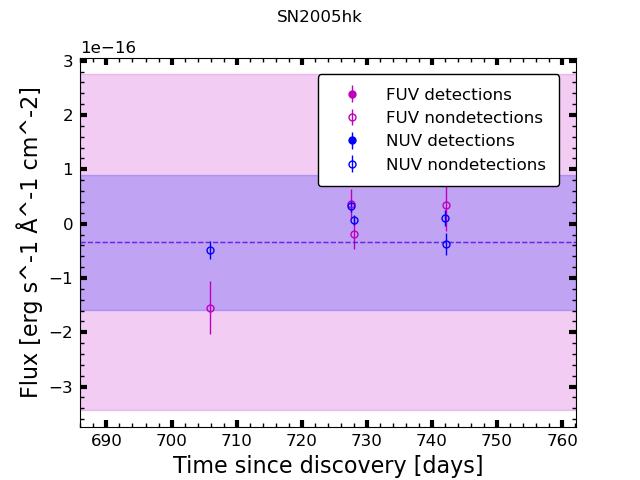 SN2005hk
1e−16
3
2
1
0
−1
−2
−3
Flux [erg s^-1 Å^-1 cm^-2]
FUV detections
FUV nondetections
NUV detections
NUV nondetections
690 700 710 720 730 740 750 760
Time since discovery [days]